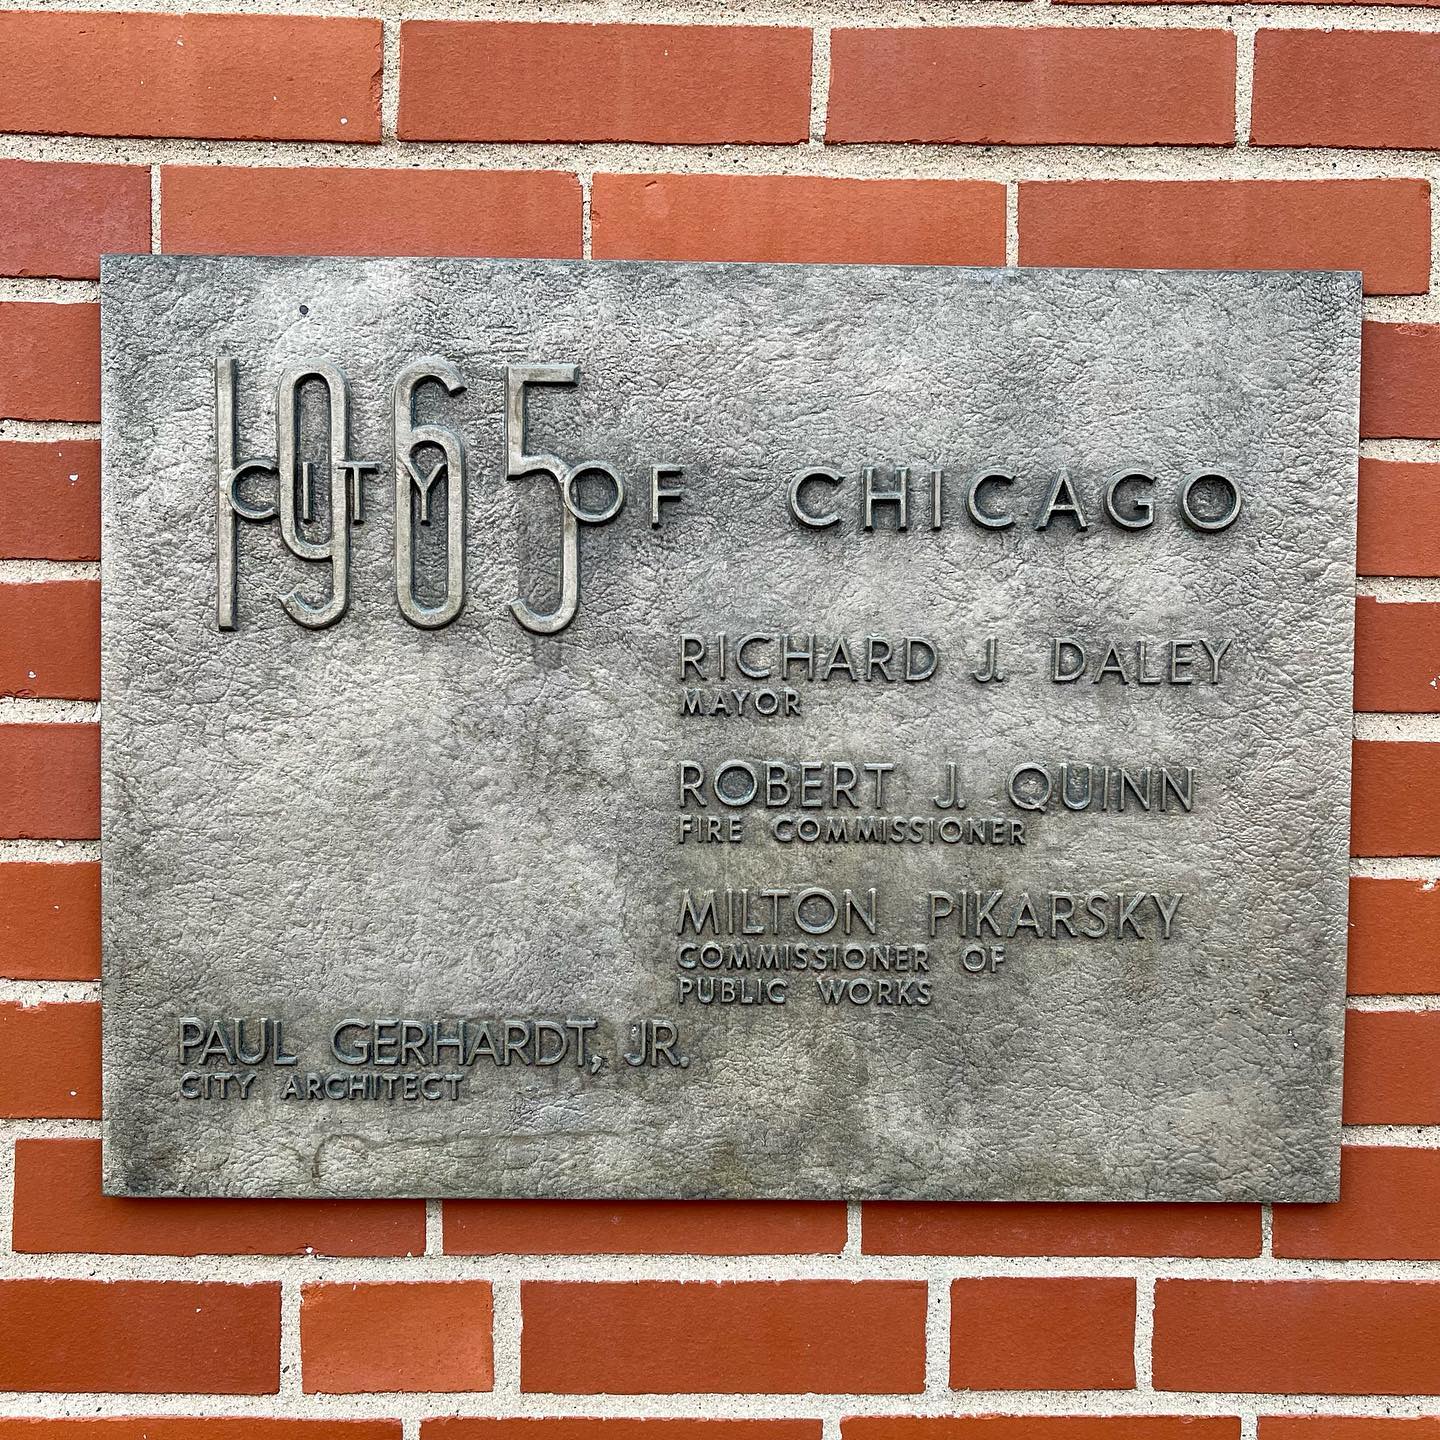 1965
CITY OF CHICAGO
RICHARD J. DALEY
MAYOR
ROBERT J. QUINN
FIRE COMMISSIONER
MILTON PIKARSKY
COMMISSIONER OF
PUBLIC WORKS
PAUL GERHARDT, JR.
CITY ARCHITECT